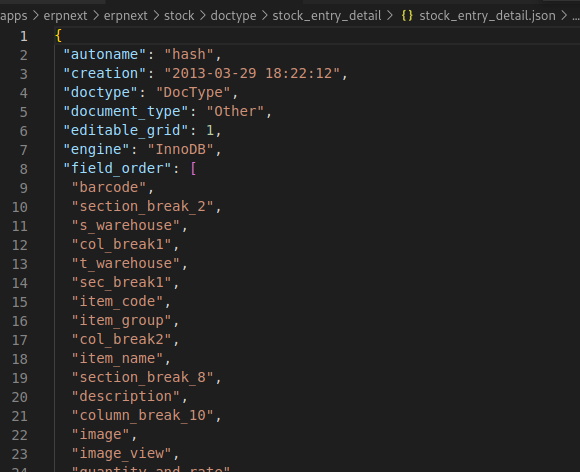 apps > erpnext > erpnext > stock > doctype > stock_entry_detail > {} stock_entry_detail.json > ...
1 {
2 "autoname": "hash",
3 "creation": "2013-03-29 18:22:12",
4 "doctype": "DocType",
5 "document_type": "Other",
6 "editable_grid": 1,
7 "engine": "InnoDB",
8 "field_order": [
9 "barcode",
10 "section_break_2",
11 "s_warehouse",
12 "col_break1",
13 "t_warehouse",
14 "sec_break1",
15 "item_code",
16 "item_group",
17 "col_break2",
18 "item_name",
19 "section_break_8",
20 "description",
21 "column_break_10",
22 "image",
23 "image_view",
24 "quantity_and_rate"